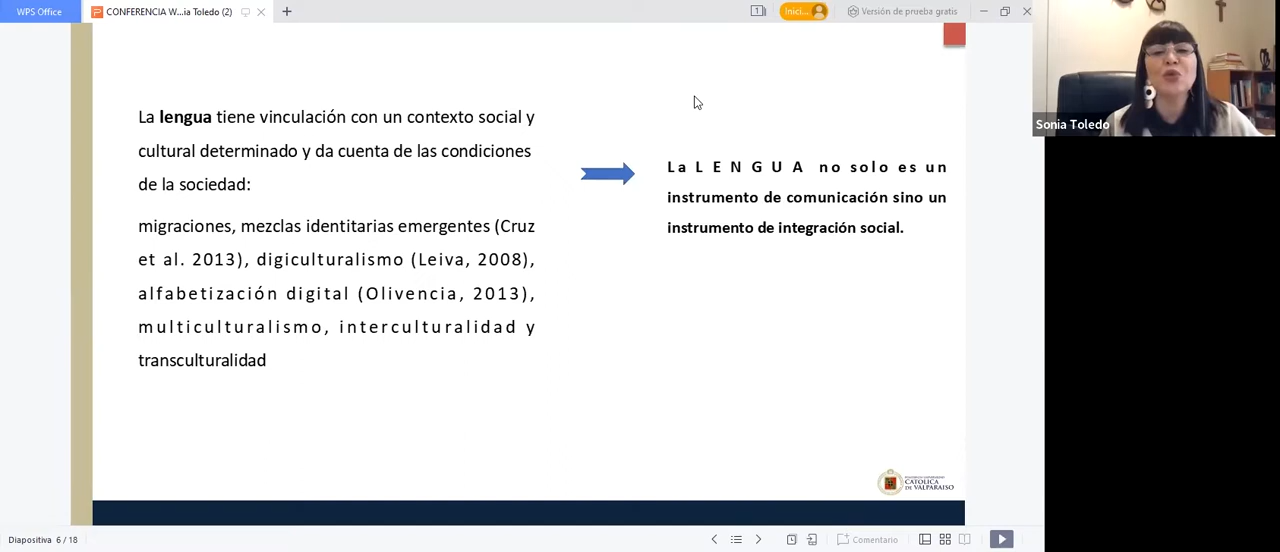 WPS Office
CONFERENCIA W...ia Toledo (2)
Inici...
Versión de prueba gratis
La lengua tiene vinculación con un contexto social y
cultural determinado y da cuenta de las condiciones
de la sociedad:
migraciones, mezclas identitarias emergentes (Cruz
et al. 2013), digiculturalismo (Leiva, 2008),
alfabetización digital (Olivencia, 2013),
multiculturalismo, interculturalidad y
transculturalidad
La LENGUA no solo es un
instrumento de comunicación sino un
instrumento de integración social.
Sonia Toledo
CATOLICA
DE VALPARAISO
Diapositiva 6 / 18
Comentario